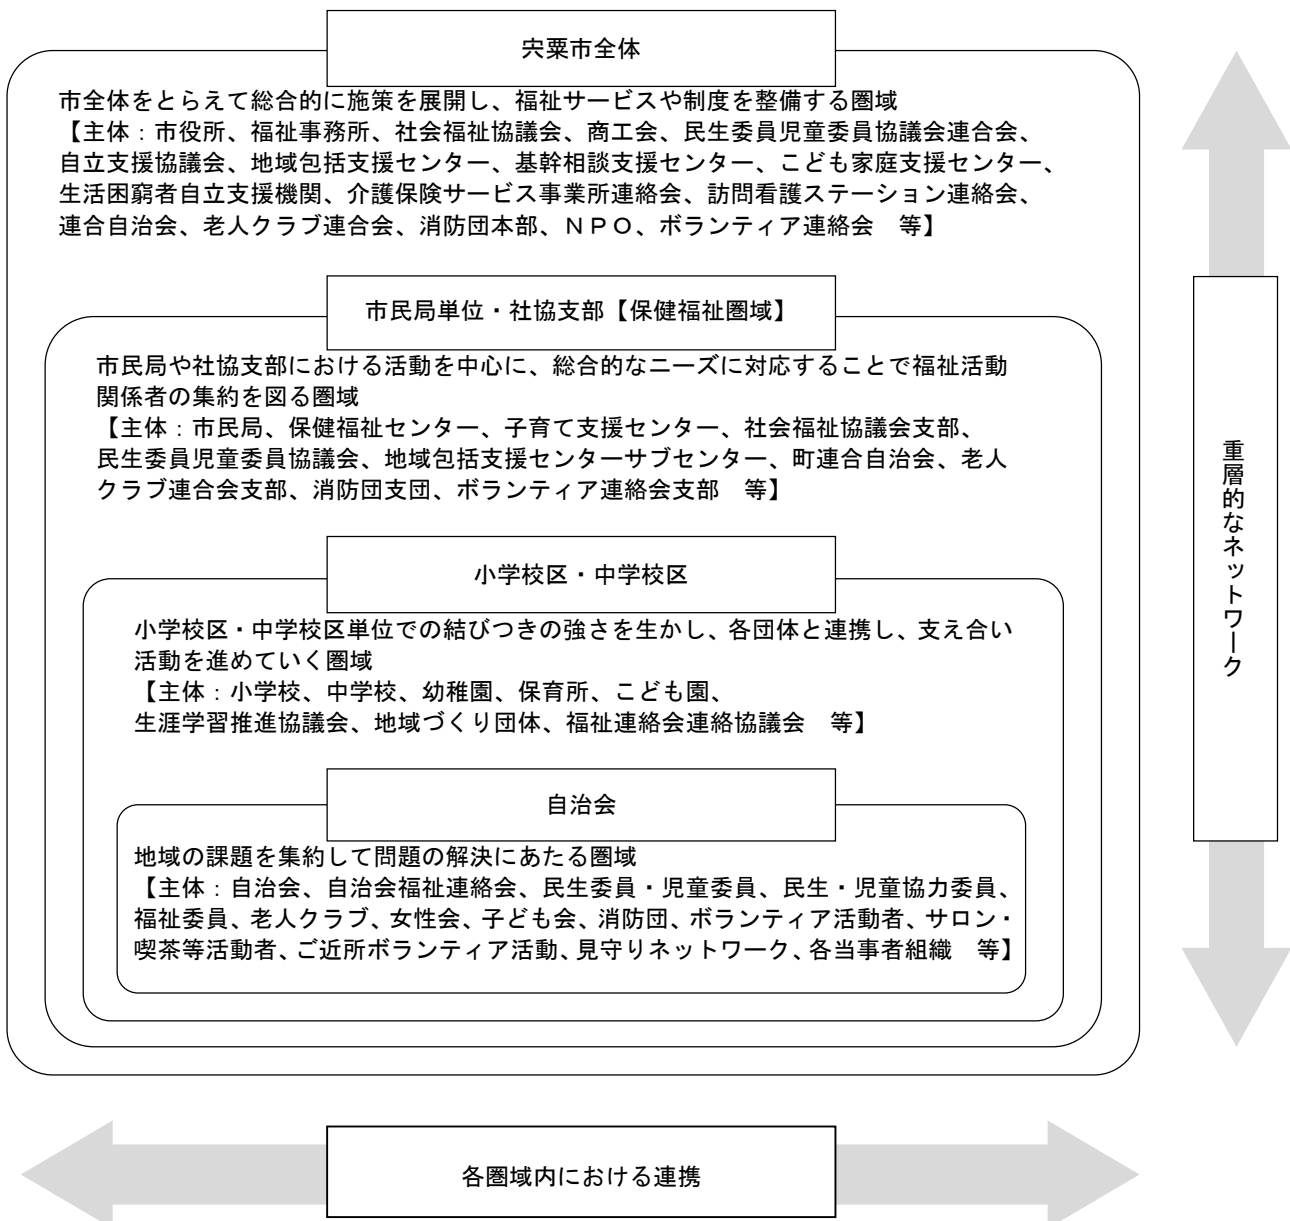 宍粟市全体
市全体をとらえて総合的に施策を展開し、福祉サービスや制度を整備する圏域
【主体：市役所、福祉事務所、社会福祉協議会、商工会、民生委員児童委員協議会連合会、
自立支援協議会、地域包括支援センター、基幹相談支援センター、こども家庭支援センター、
生活困窮者自立支援機関、介護保険サービス事業所連絡会、訪問看護ステーション連絡会、
連合自治会、老人クラブ連合会、消防団本部、ＮＰＯ、ボランティア連絡会　等】
市民局単位・社協支部【保健福祉圏域】
市民局や社協支部における活動を中心に、総合的なニーズに対応することで福祉活動
関係者の集約を図る圏域
【主体：市民局、保健福祉センター、子育て支援センター、社会福祉協議会支部、
民生委員児童委員協議会、地域包括支援センターサブセンター、町連合自治会、老人
クラブ連合会支部、消防団支団、ボランティア連絡会支部　等】
小学校区・中学校区
小学校区・中学校区単位での結びつきの強さを生かし、各団体と連携し、支え合い
活動を進めていく圏域
【主体：小学校、中学校、幼稚園、保育所、こども園、
生涯学習推進協議会、地域づくり団体、福祉連絡会連絡協議会　等】
自治会
地域の課題を集約して問題の解決にあたる圏域
【主体：自治会、自治会福祉連絡会、民生委員・児童委員、民生・児童協力委員、
福祉委員、老人クラブ、女性会、子ども会、消防団、ボランティア活動者、サロン・
喫茶等活動者、ご近所ボランティア活動、見守りネットワーク、各当事者組織　等】
重層的なネットワーク
各圏域内における連携